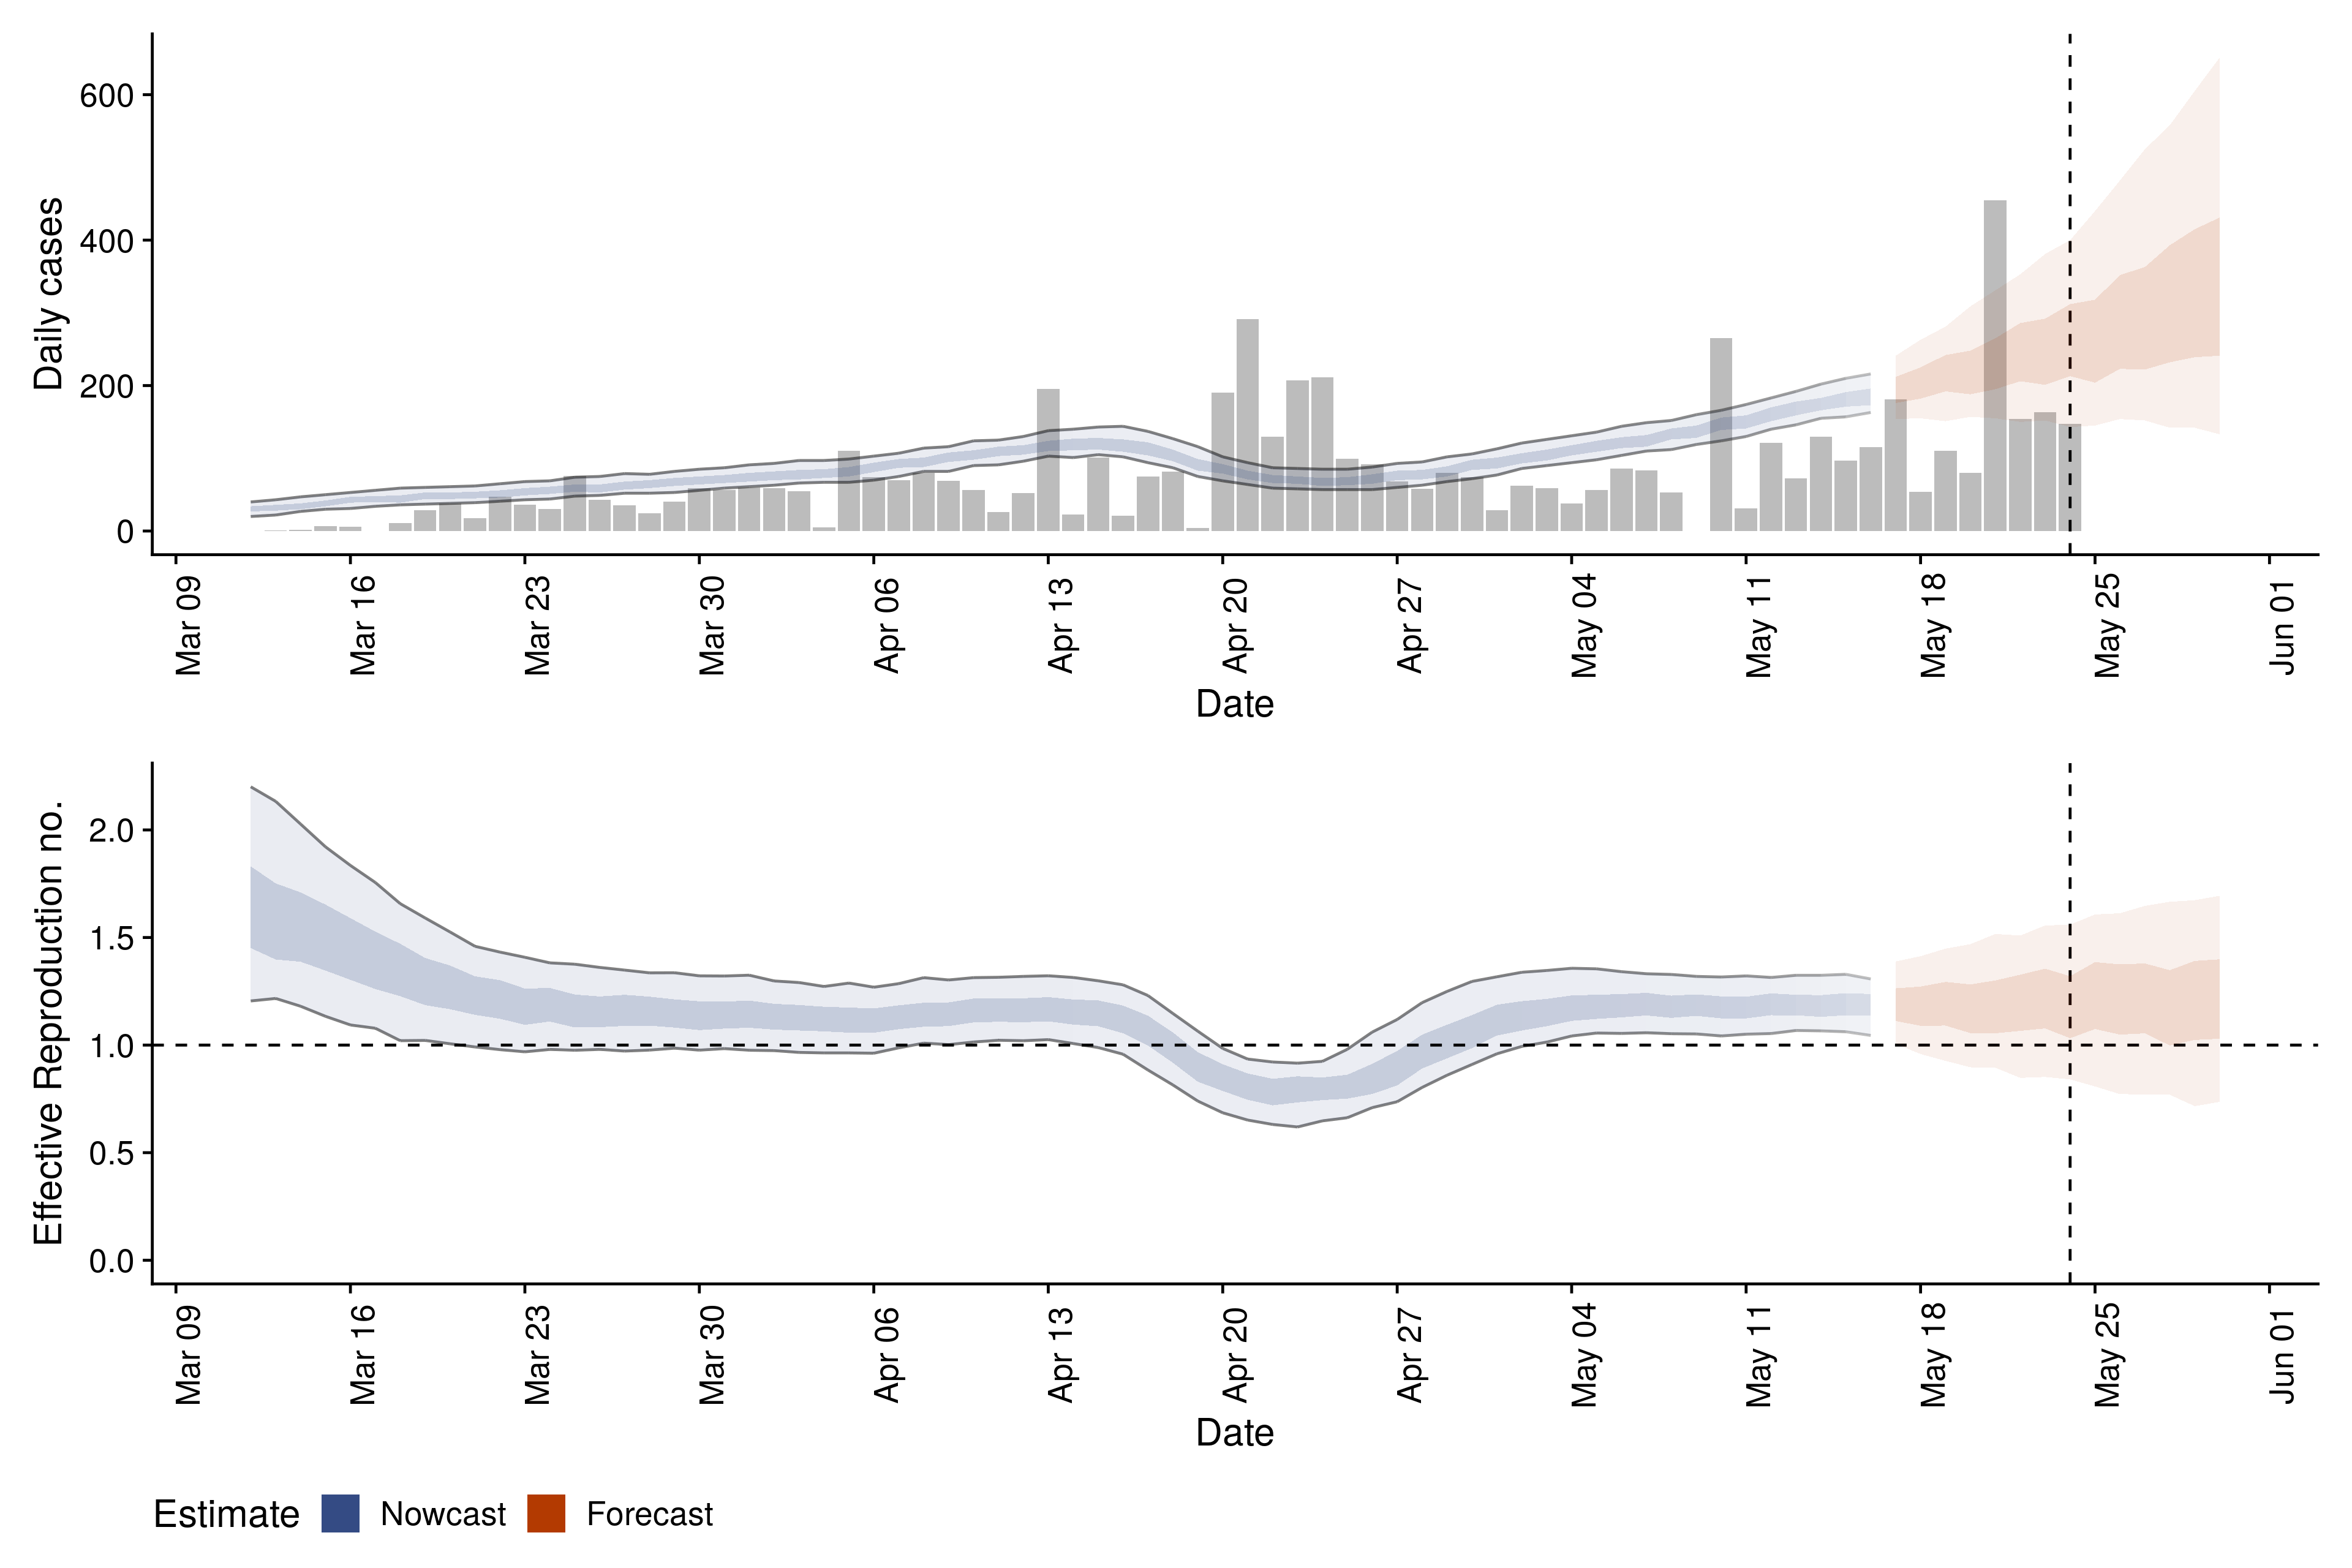 Daily cases
600
400
200
0
Mar 09 Mar 16 Mar 23 Mar 30 Apr 06 Apr 13 Apr 20 Apr 27 May 04 May 11 May 18 May 25 Jun 01
Date
Effective Reproduction no.
2.0
1.5
1.0
0.5
0.0
Mar 09 Mar 16 Mar 23 Mar 30 Apr 06 Apr 13 Apr 20 Apr 27 May 04 May 11 May 18 May 25 Jun 01
Date
Estimate Nowcast Forecast